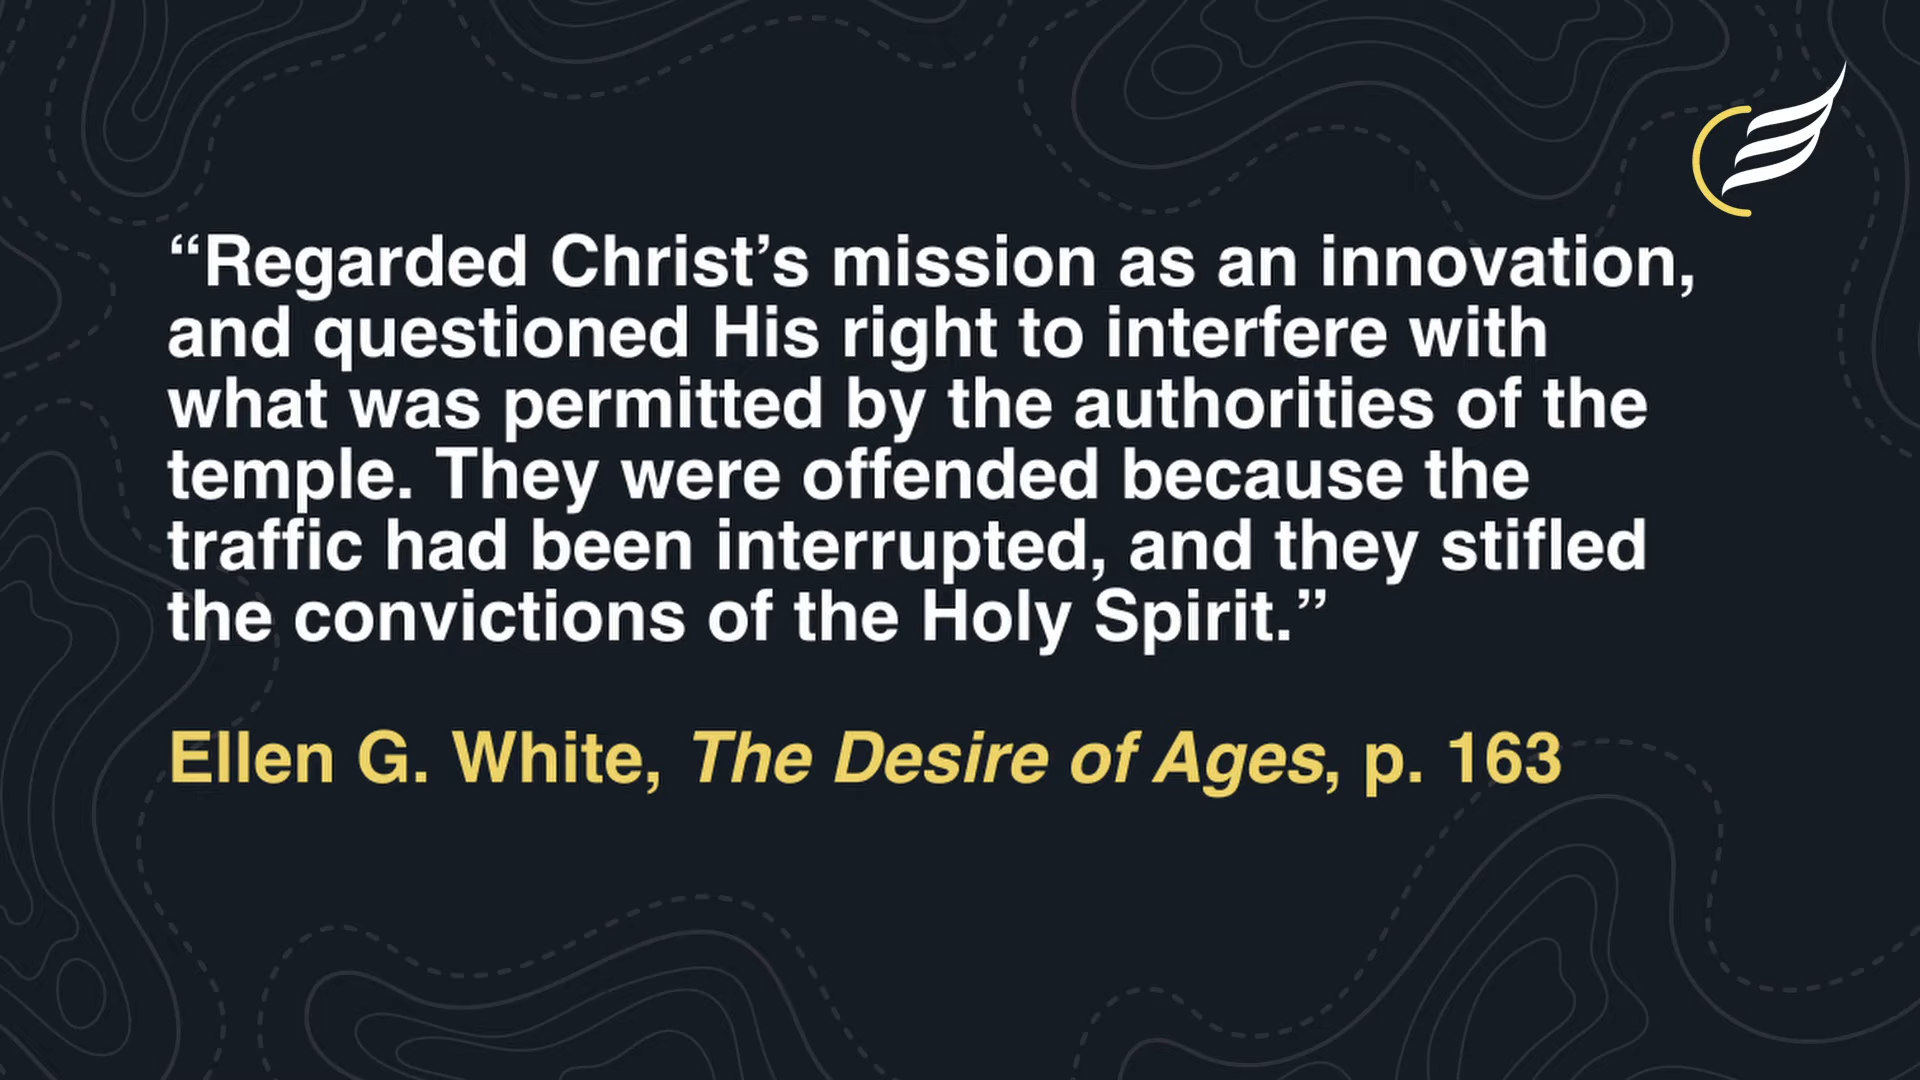 “Regarded Christ’s mission as an innovation,
and questioned His right to interfere with
what was permitted by the authorities of the
temple. They were offended because the
traffic had been interrupted, and they stifled
the convictions of the Holy Spirit.”
Ellen G. White, The Desire of Ages, p. 163